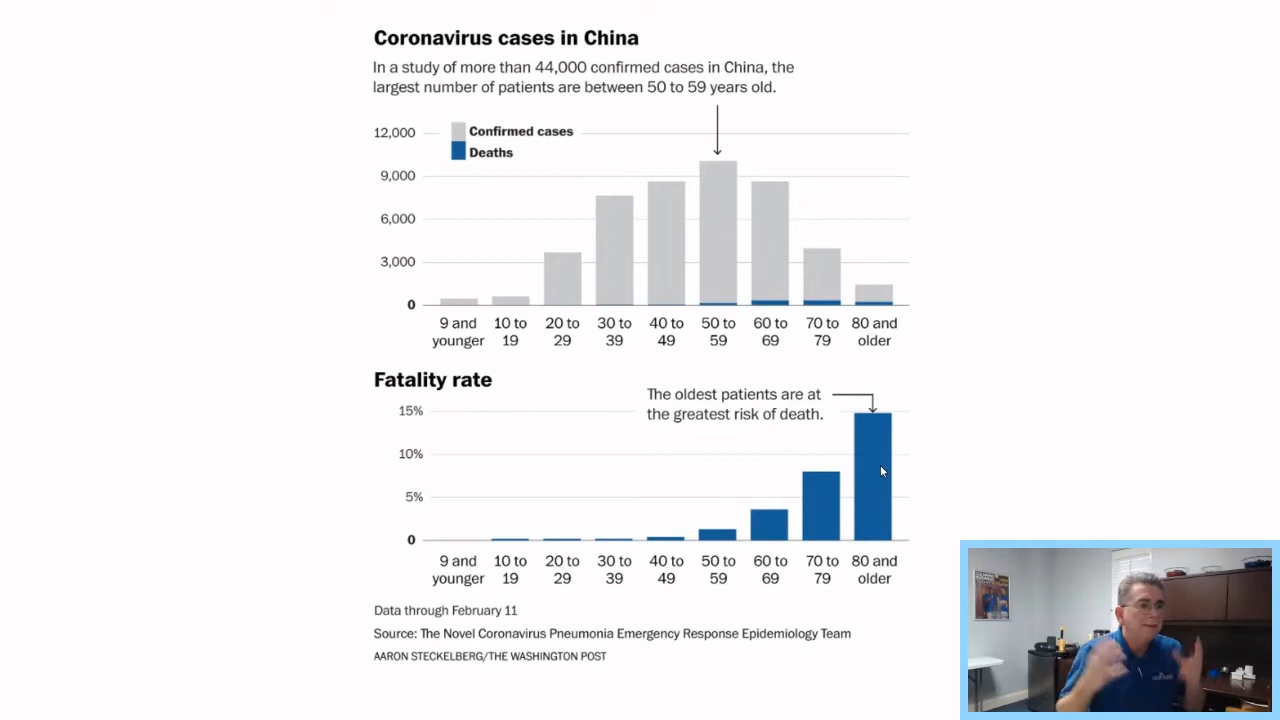 Coronavirus cases in China
In a study of more than 44,000 confirmed cases in China, the
largest number of patients are between 50 to 59 years old.
Confirmed cases
Deaths
12,000
9,000
6,000
3,000
0
9 and 10 to 20 to 30 to 40 to 50 to 60 to 70 to 80 and
younger 19 29 39 49 59 69 79 older
Fatality rate
The oldest patients are at
the greatest risk of death.
15%
10%
5%
0
9 and 10 to 20 to 30 to 40 to 50 to 60 to 70 to 80 and
younger 19 29 39 49 59 69 79 older
Data through February 11
Source: The Novel Coronavirus Pneumonia Emergency Response Epidemiology Team
AARON STECKELBERG/THE WASHINGTON POST